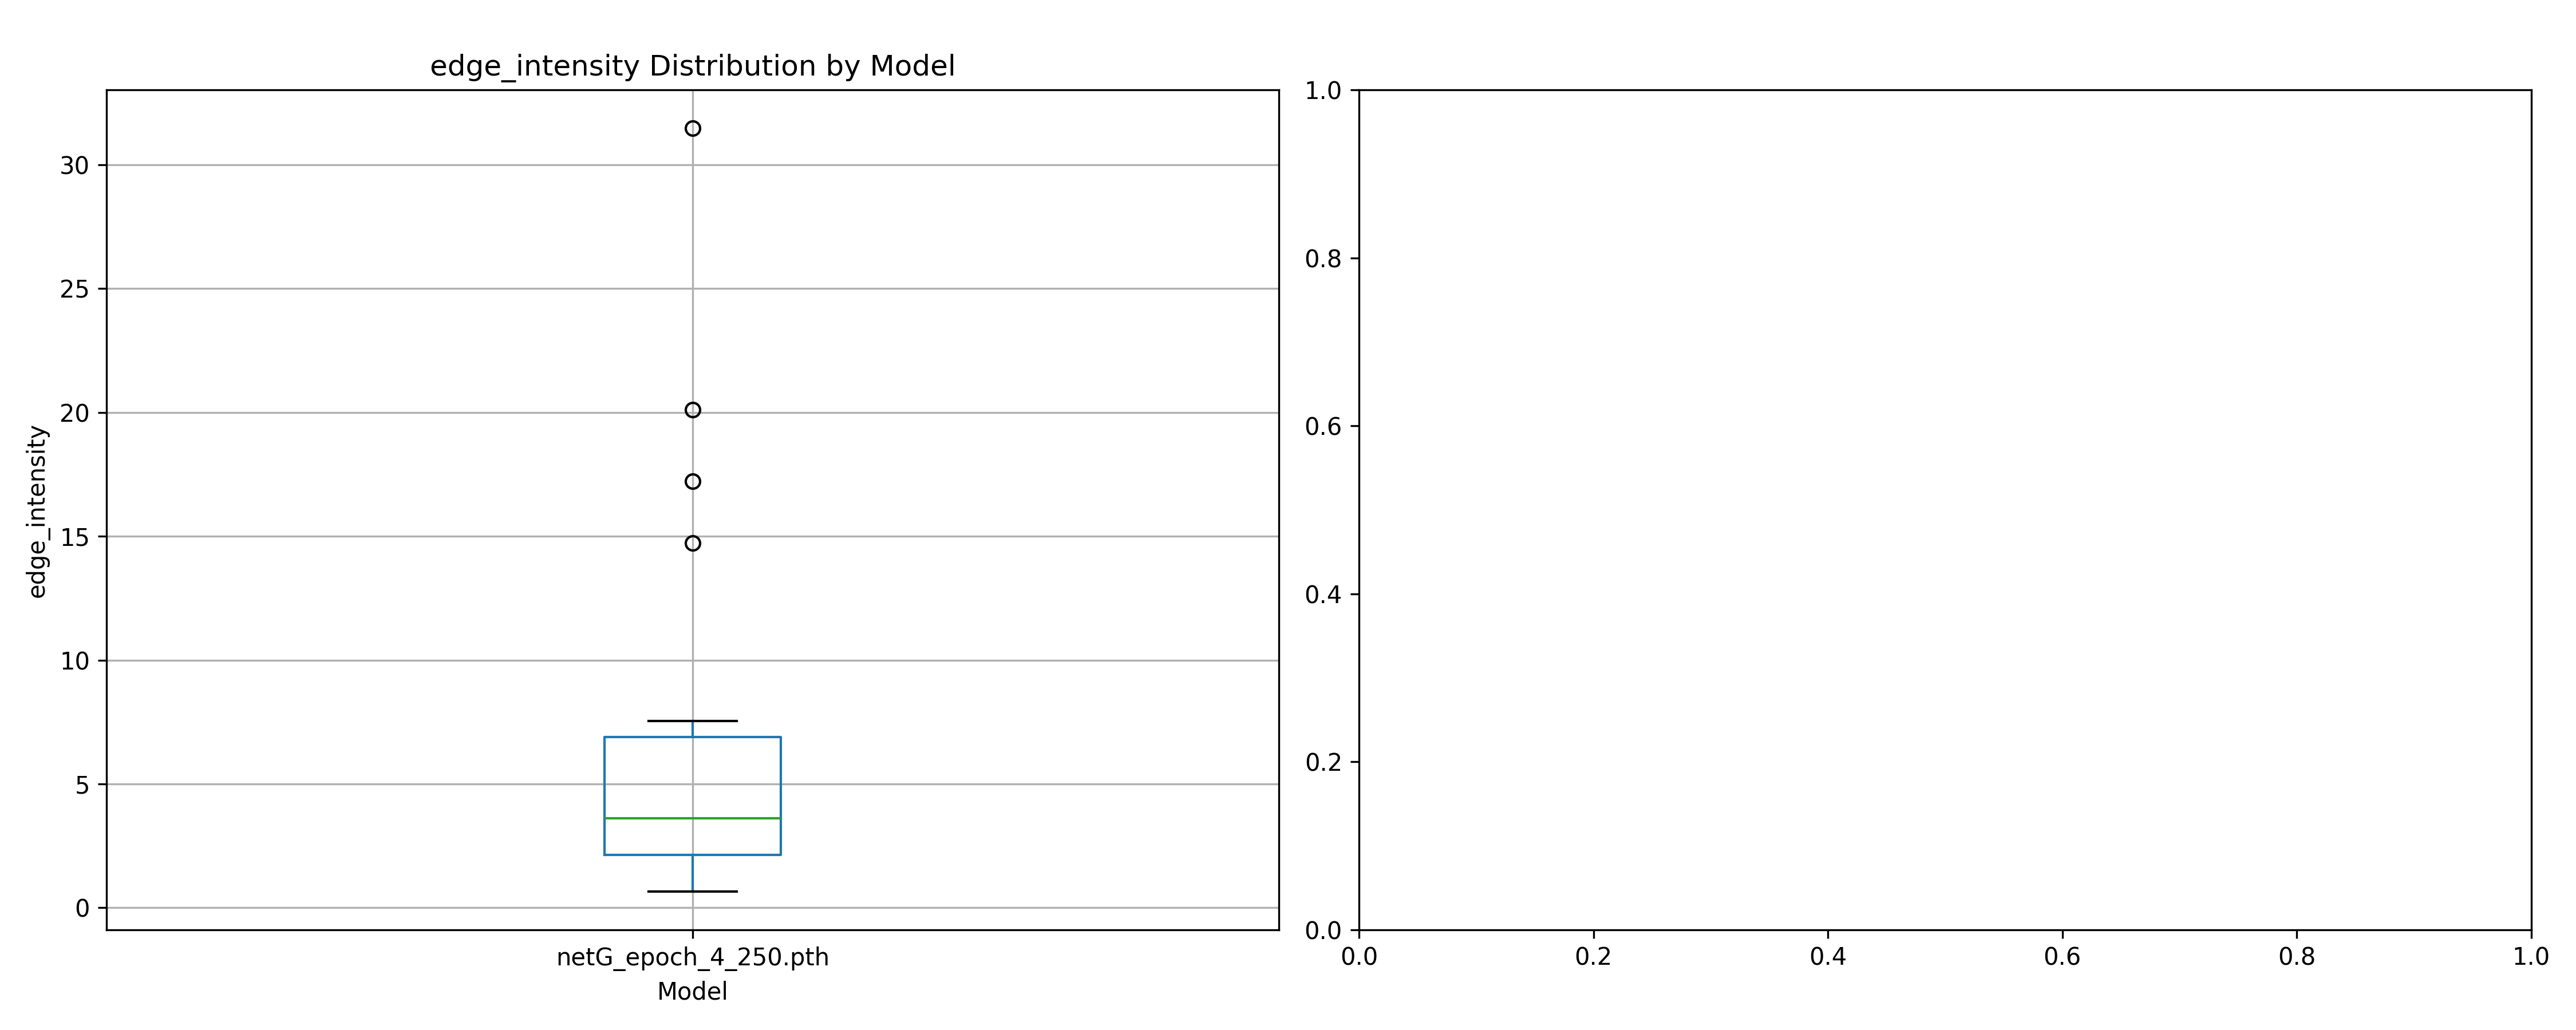 edge_intensity Distribution by Model
edge_intensity
30
25
20
15
10
5
0
netG_epoch_4_250.pth
Model
1.0
0.8
0.6
0.4
0.2
0.0
0.0 0.2 0.4 0.6 0.8 1.0